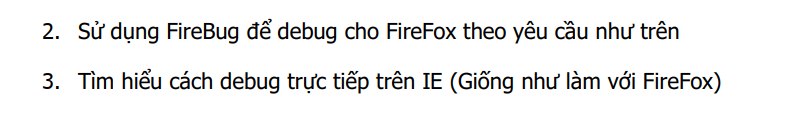 2. Sử dụng FireBug để debug cho FireFox theo yêu cầu như trên
3. Tìm hiểu cách debug trực tiếp trên IE (Giống như làm với FireFox)